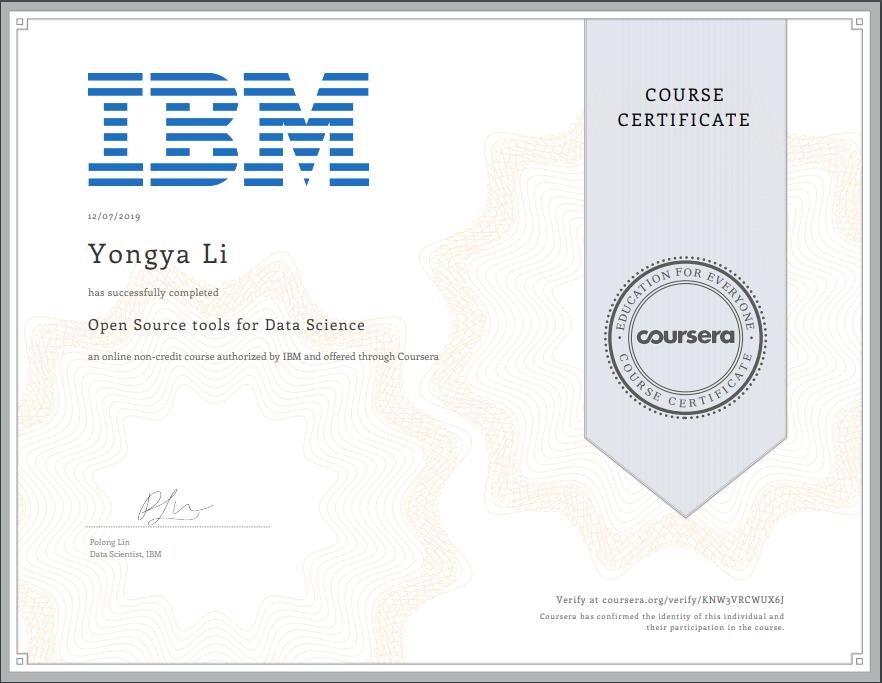 IBM
COURSE
CERTIFICATE
12/07/2019
Yongya Li
has successfully completed
Open Source tools for Data Science
an online non-credit course authorized by IBM and offered through Coursera
EDUCATION FOR EVERYONE
coursera
COURSE CERTIFICATE
Polong Lin
Data Scientist, IBM
Verify at coursera.org/verify/KNW3VRCWUX6J
Coursera has confirmed the identity of this individual and
their participation in the course.